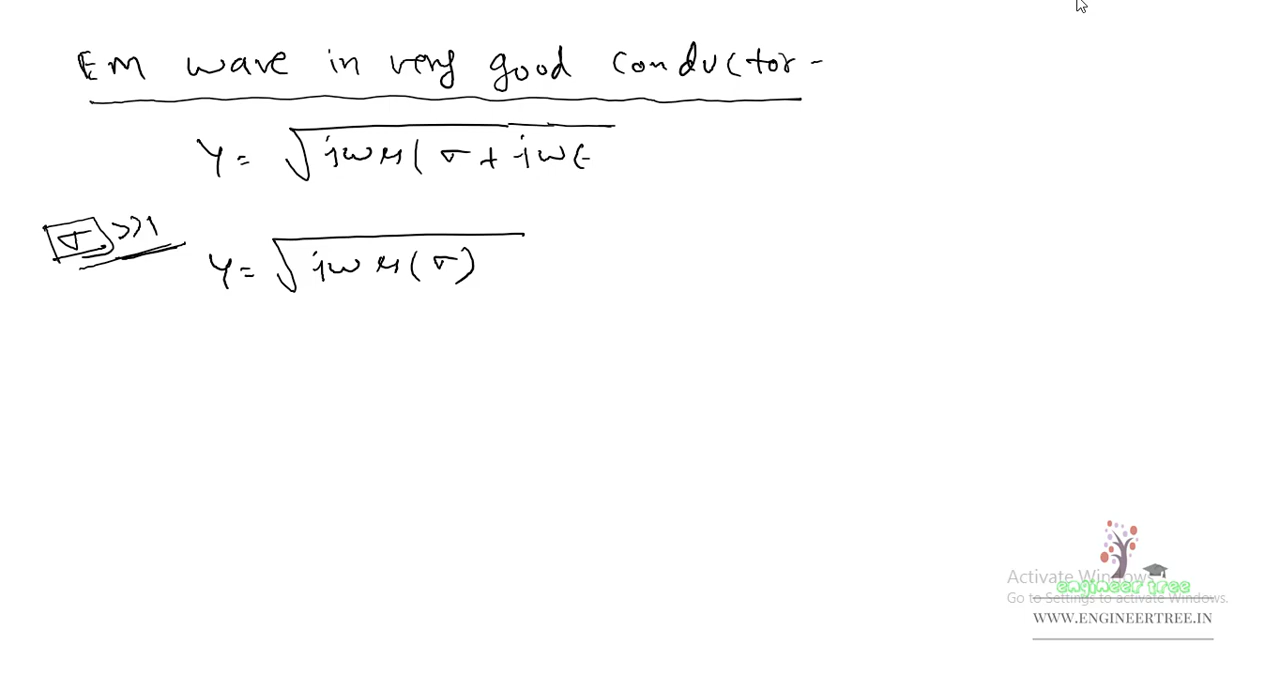 EM wave in very good conductor -
γ = √jωμ(σ + jωε
σ >>1
γ = √jωμ(σ)
Activate Windows
engineer tree
Go to Settings to activate Windows.
WWW.ENGINEERTREE.IN